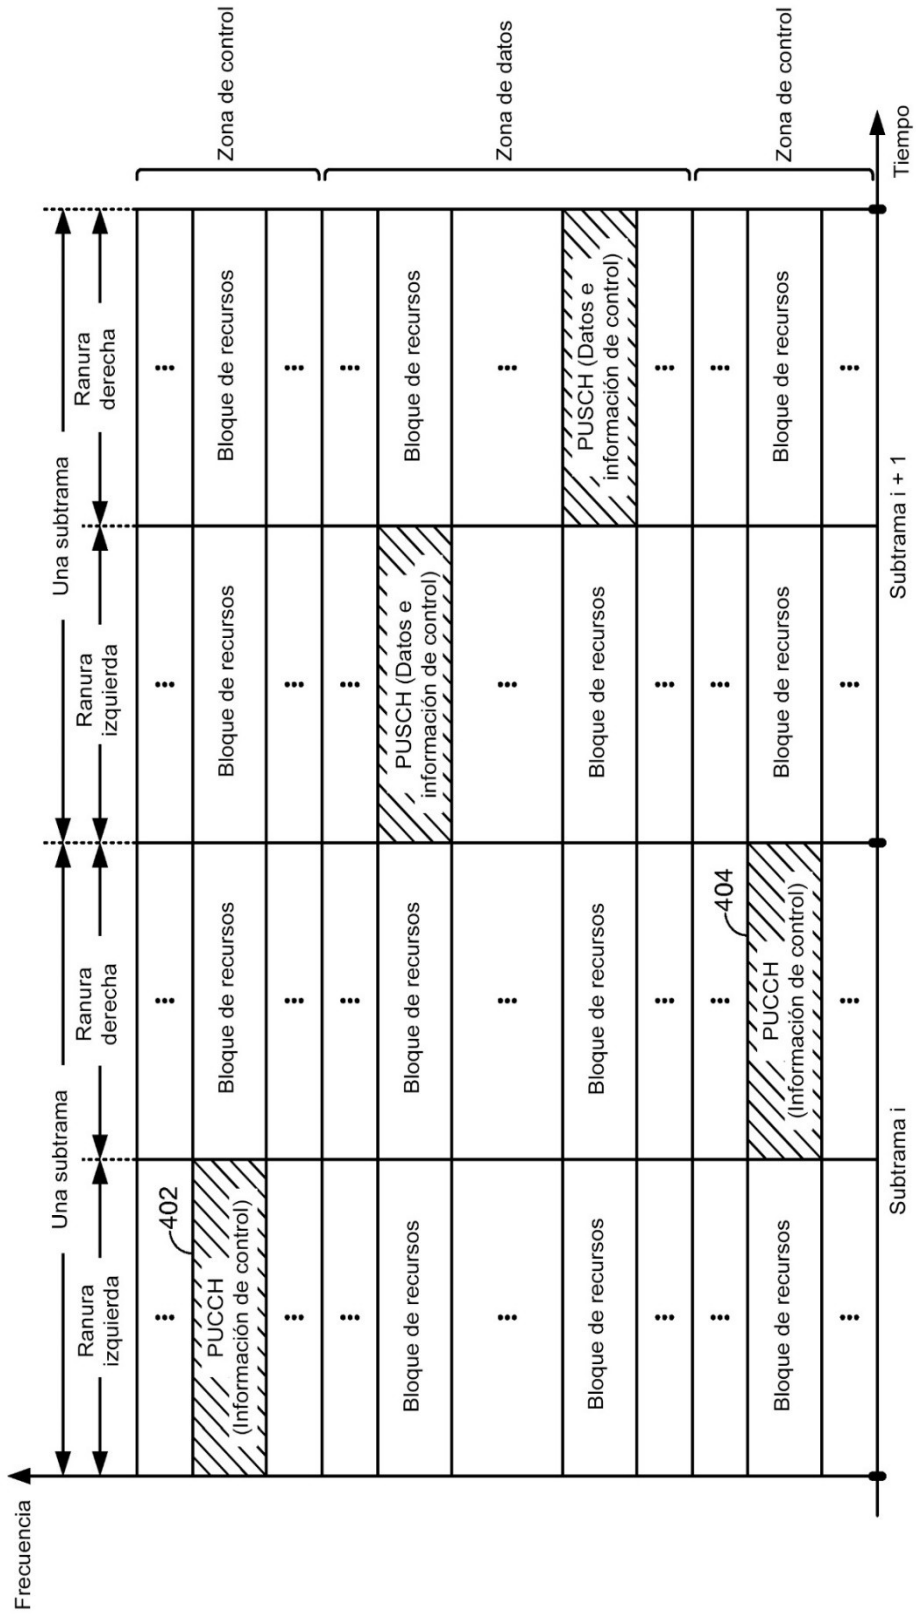 Frecuencia
Una subtrama
Una subtrama
Ranura
izquierda
Ranura
derecha
Ranura
izquierda
Ranura
derecha
402
PUCCH
(Información de control)
Bloque de recursos
Bloque de recursos
Bloque de recursos
Zona de control
Bloque de recursos
Bloque de recursos
PUSCH (Datos e
información de control)
Bloque de recursos
Zona de datos
Bloque de recursos
Bloque de recursos
Bloque de recursos
PUSCH (Datos e
información de control)
404
Bloque de recursos
PUCCH
(Información de control)
Bloque de recursos
Bloque de recursos
Zona de control
Subtrama i
Subtrama i + 1
Tiempo